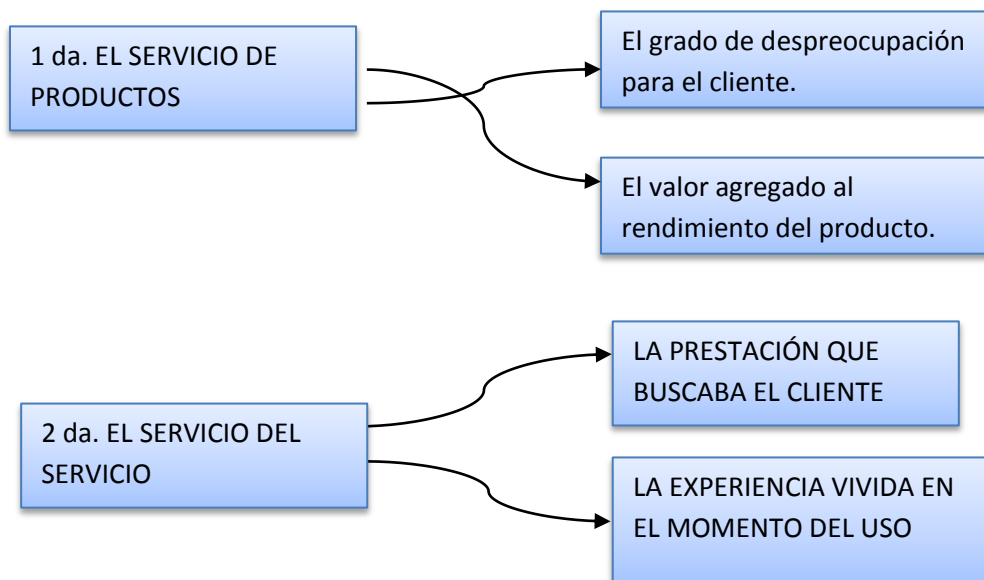 1 da. EL SERVICIO DE
PRODUCTOS
El grado de despreocupación
para el cliente.
El valor agregado al
rendimiento del producto.
2 da. EL SERVICIO DEL
SERVICIO
LA PRESTACIÓN QUE
BUSCABA EL CLIENTE
LA EXPERIENCIA VIVIDA EN
EL MOMENTO DEL USO